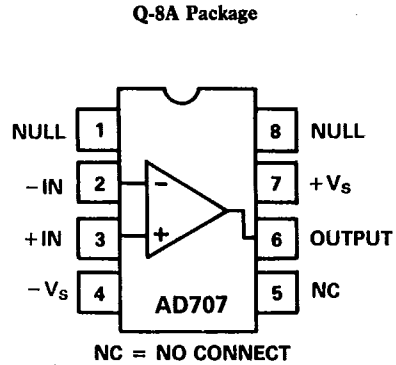 Q-8A Package
NULL 1 8 NULL
−IN 2 − 7 +VS
+IN 3 + 6 OUTPUT
−VS 4 5 NC
AD707
NC = NO CONNECT